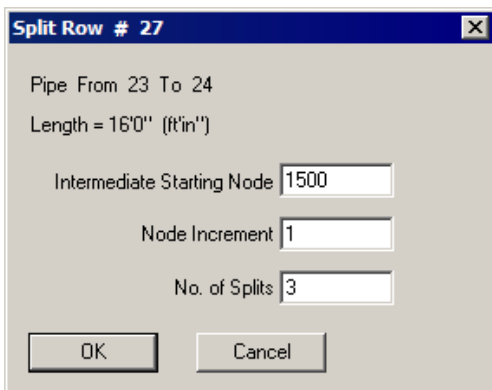 Split Row # 27
Pipe From 23 To 24
Length = 16'0" (ft'in")
Intermediate Starting Node 1500
Node Increment 1
No. of Splits 3
OK Cancel